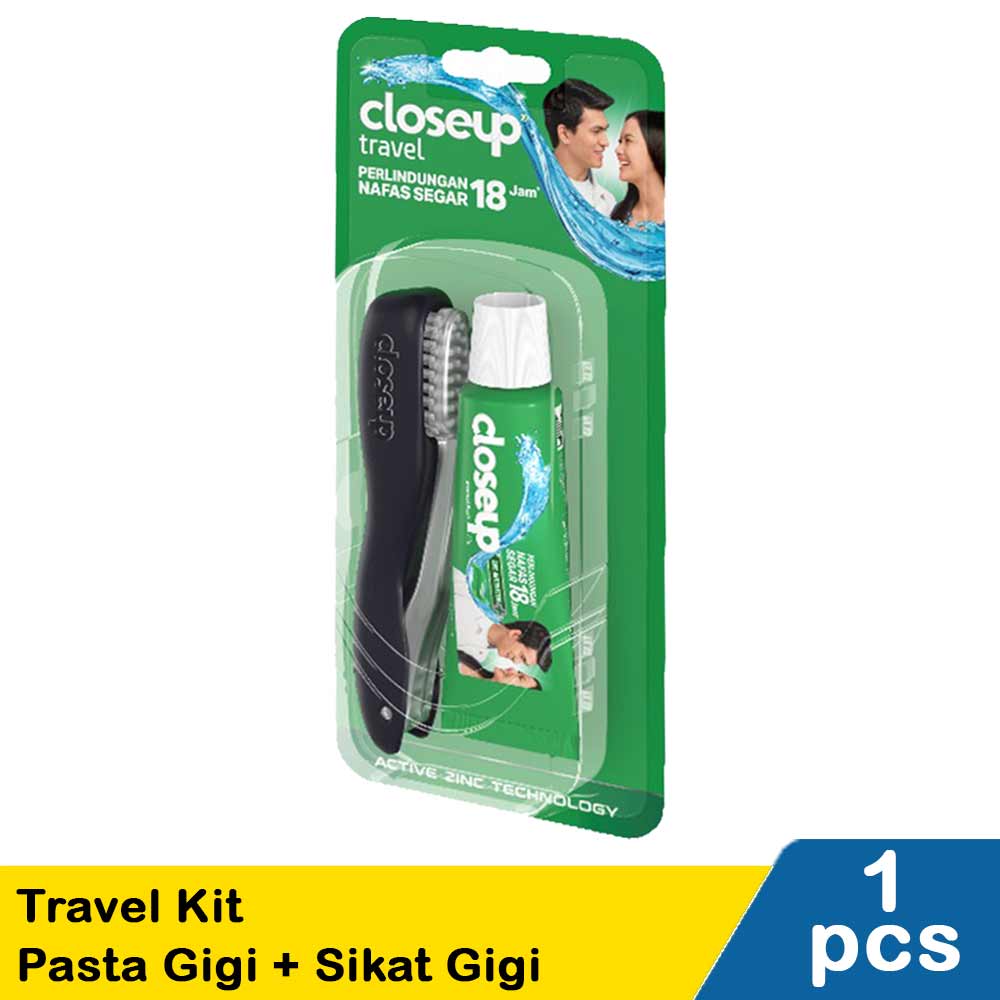 closeup
travel
PERLINDUNGAN
NAFAS SEGAR 18 Jam*
closeup
closeup
PERLINDUNGAN
NAFAS 18
SEGAR Jam*
ACTIVE ZINC TECHNOLOGY
Travel Kit
Pasta Gigi + Sikat Gigi
1
pcs